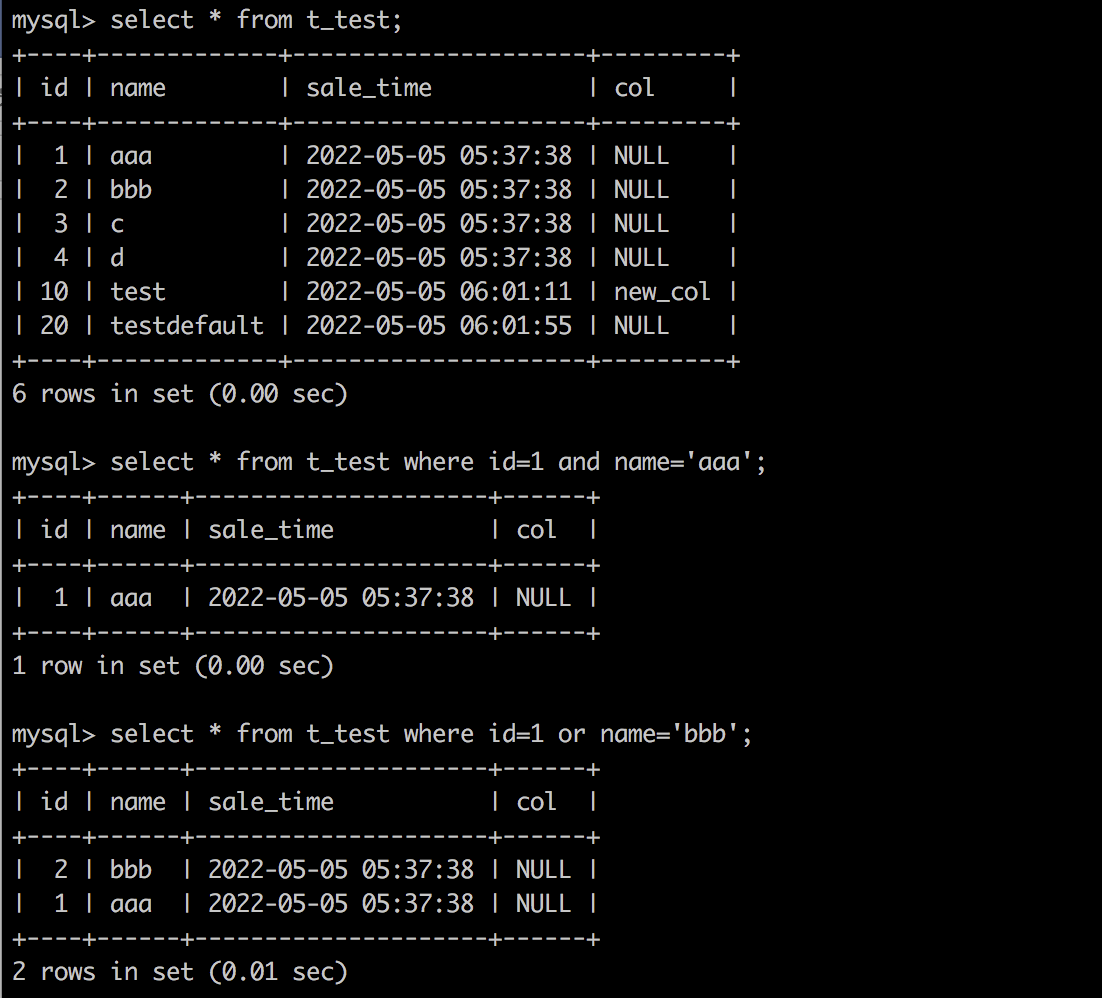 mysql> select * from t_test;
+----+-------------+---------------------+---------+
| id | name        | sale_time           | col     |
+----+-------------+---------------------+---------+
|  1 | aaa         | 2022-05-05 05:37:38 | NULL    |
|  2 | bbb         | 2022-05-05 05:37:38 | NULL    |
|  3 | c           | 2022-05-05 05:37:38 | NULL    |
|  4 | d           | 2022-05-05 05:37:38 | NULL    |
| 10 | test        | 2022-05-05 06:01:11 | new_col |
| 20 | testdefault | 2022-05-05 06:01:55 | NULL    |
+----+-------------+---------------------+---------+
6 rows in set (0.00 sec)

mysql> select * from t_test where id=1 and name='aaa';
+----+------+---------------------+------+
| id | name | sale_time           | col  |
+----+------+---------------------+------+
|  1 | aaa  | 2022-05-05 05:37:38 | NULL |
+----+------+---------------------+------+
1 row in set (0.00 sec)

mysql> select * from t_test where id=1 or name='bbb';
+----+------+---------------------+------+
| id | name | sale_time           | col  |
+----+------+---------------------+------+
|  2 | bbb  | 2022-05-05 05:37:38 | NULL |
|  1 | aaa  | 2022-05-05 05:37:38 | NULL |
+----+------+---------------------+------+
2 rows in set (0.01 sec)